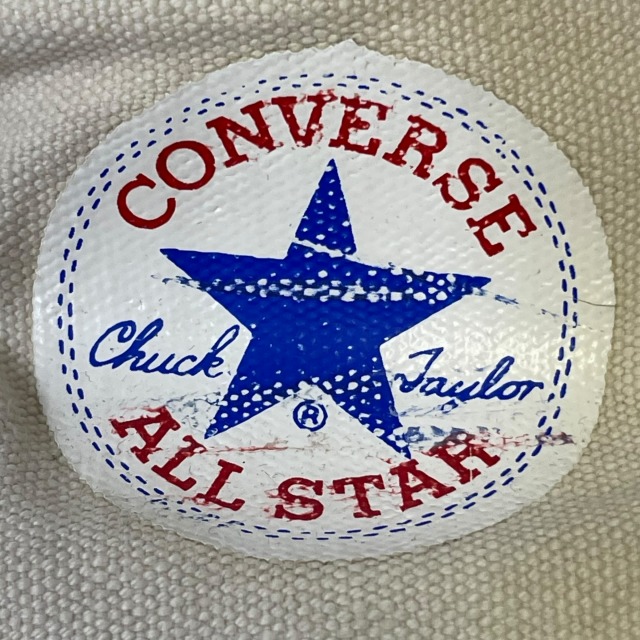 CONVERSE
Chuck Taylor
®
ALL STAR